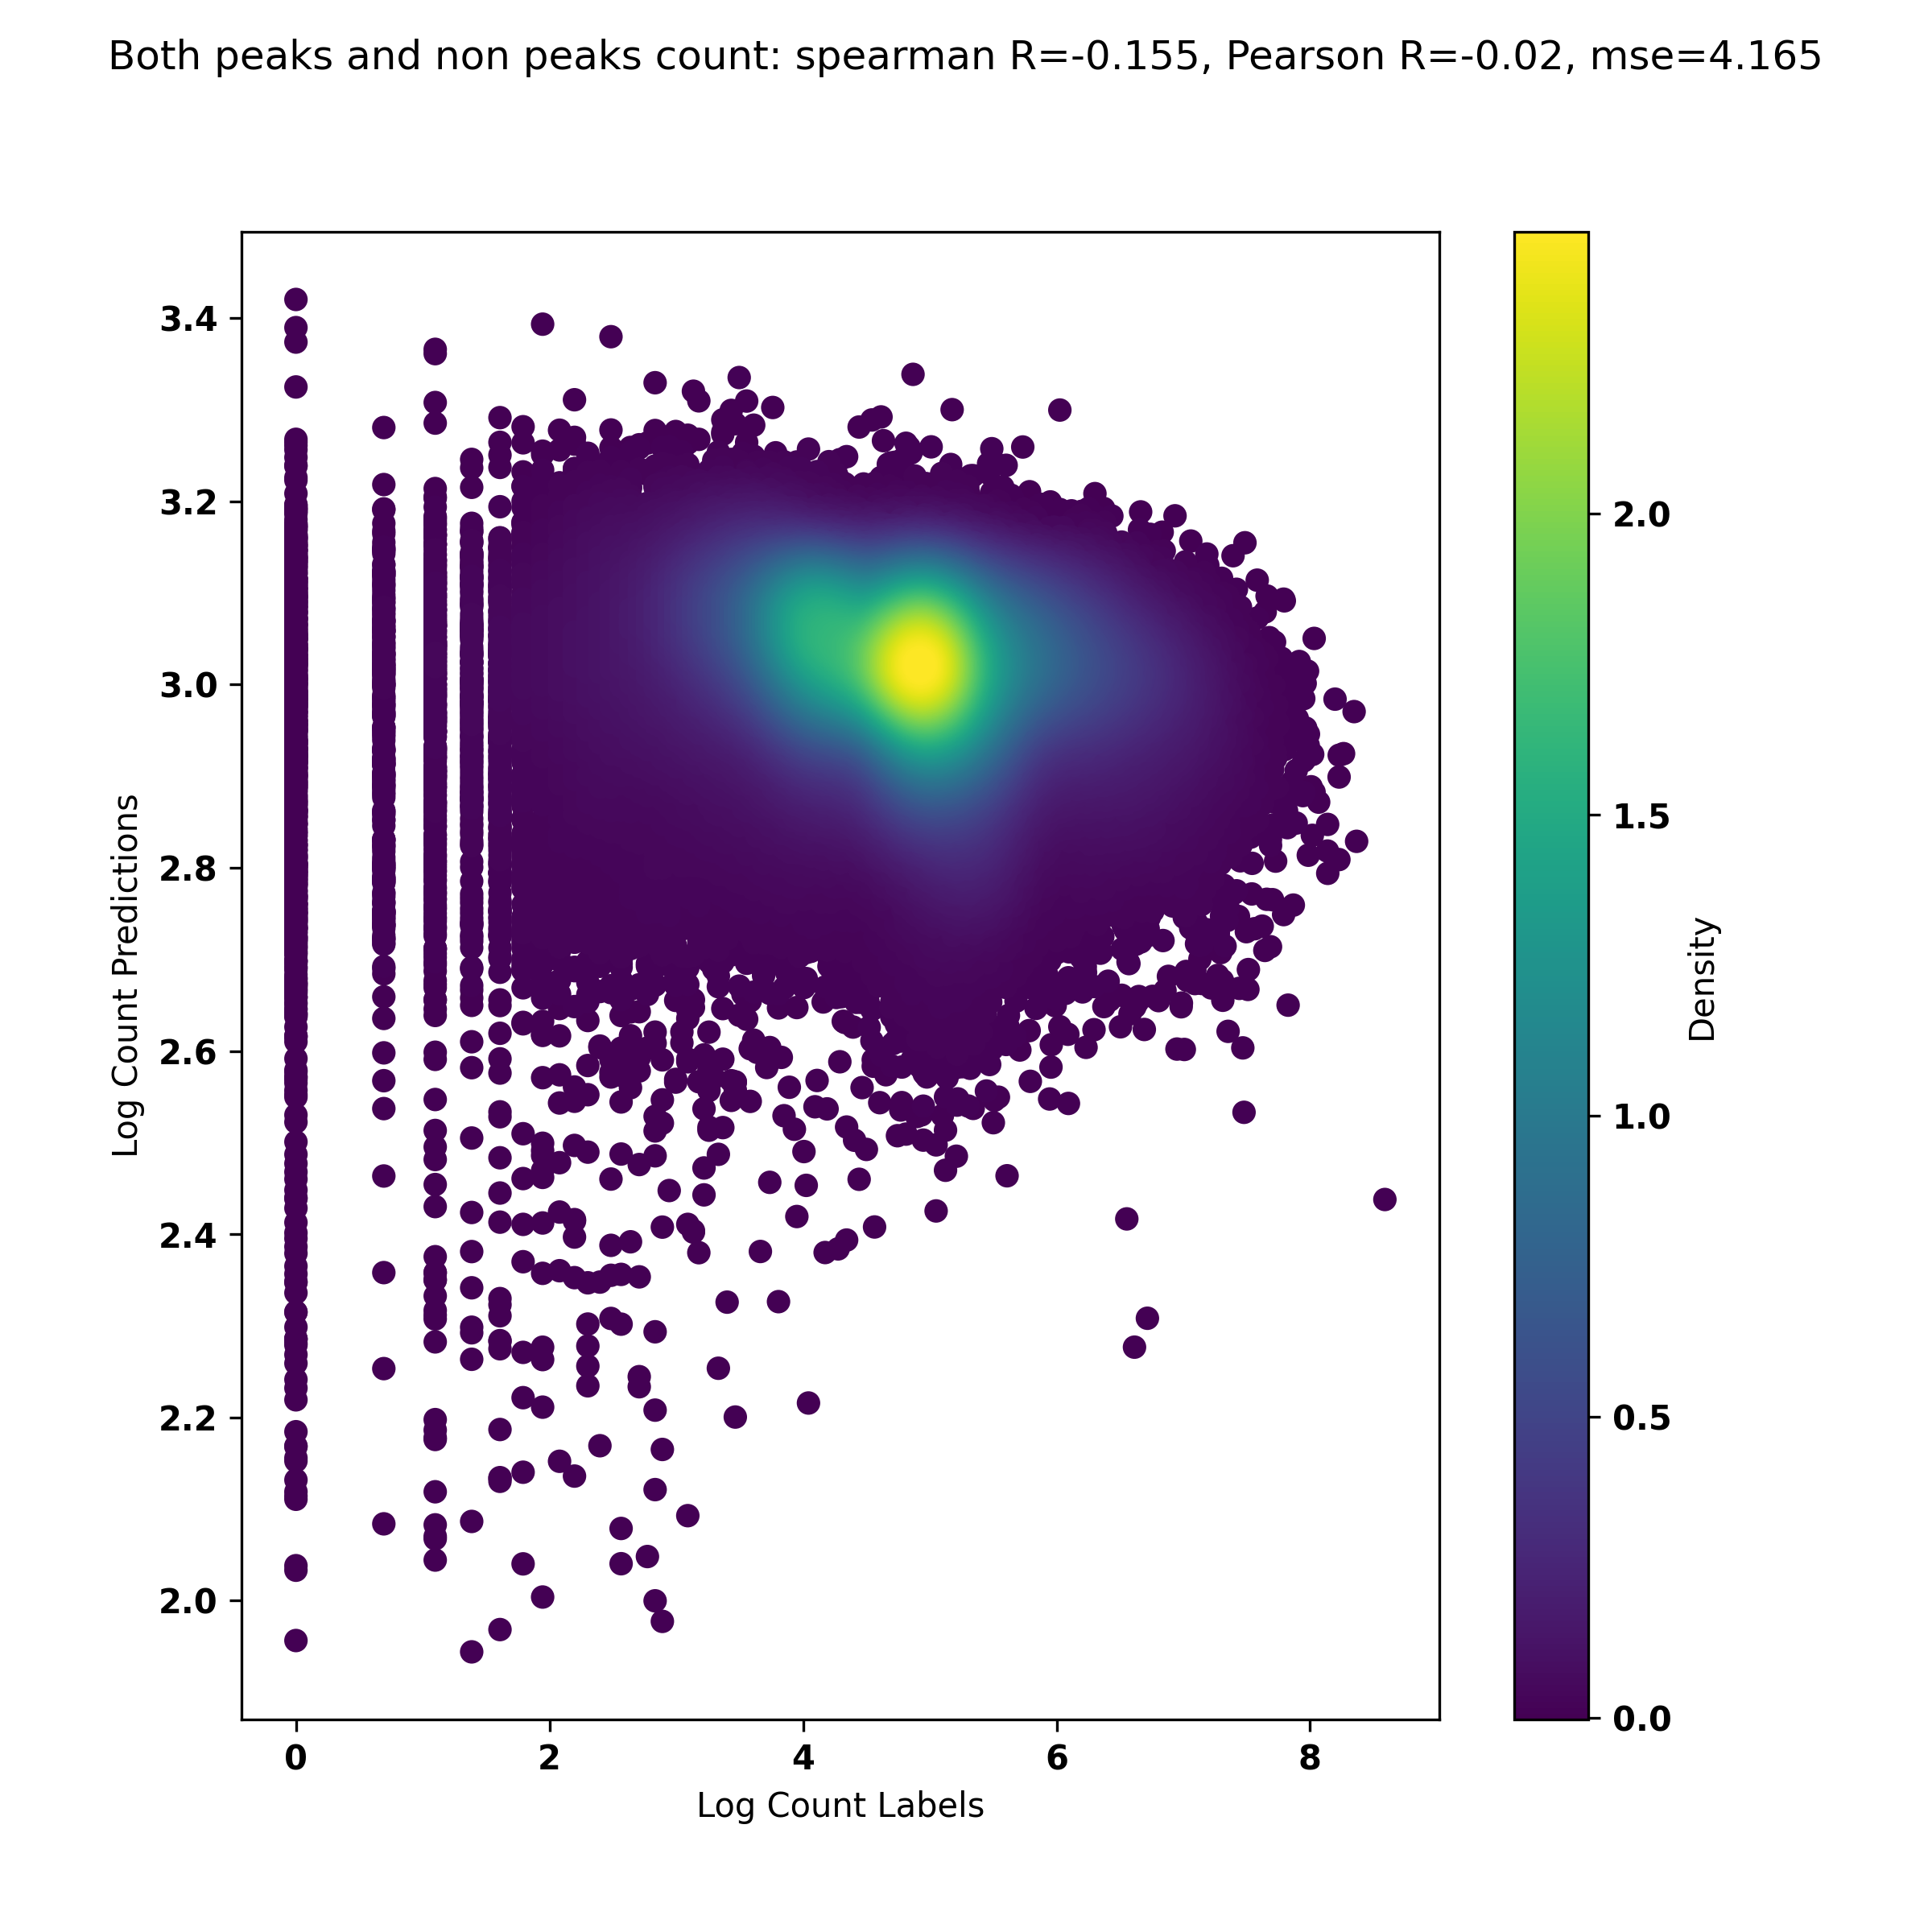 Both peaks and non peaks count: spearman R=-0.155, Pearson R=-0.02, mse=4.165
3.4
3.2
3.0
2.8
2.6
2.4
2.2
2.0
Log Count Predictions
0 2 4 6 8
Log Count Labels
2.0
1.5
1.0
0.5
0.0
Density